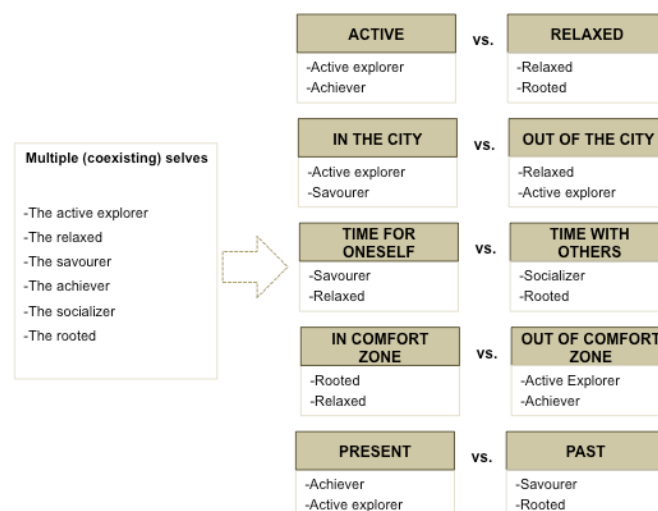 Multiple (coexisting) selves
-The active explorer
-The relaxed
-The savourer
-The achiever
-The socializer
-The rooted
ACTIVE
-Active explorer
-Achiever
vs.
RELAXED
-Relaxed
-Rooted
IN THE CITY
-Active explorer
-Savourer
vs.
OUT OF THE CITY
-Relaxed
-Active explorer
TIME FOR
ONESELF
-Savourer
-Relaxed
vs.
TIME WITH
OTHERS
-Socializer
-Rooted
IN COMFORT
ZONE
-Rooted
-Relaxed
vs.
OUT OF COMFORT
ZONE
-Active Explorer
-Achiever
PRESENT
-Achiever
-Active explorer
vs.
PAST
-Savourer
-Rooted